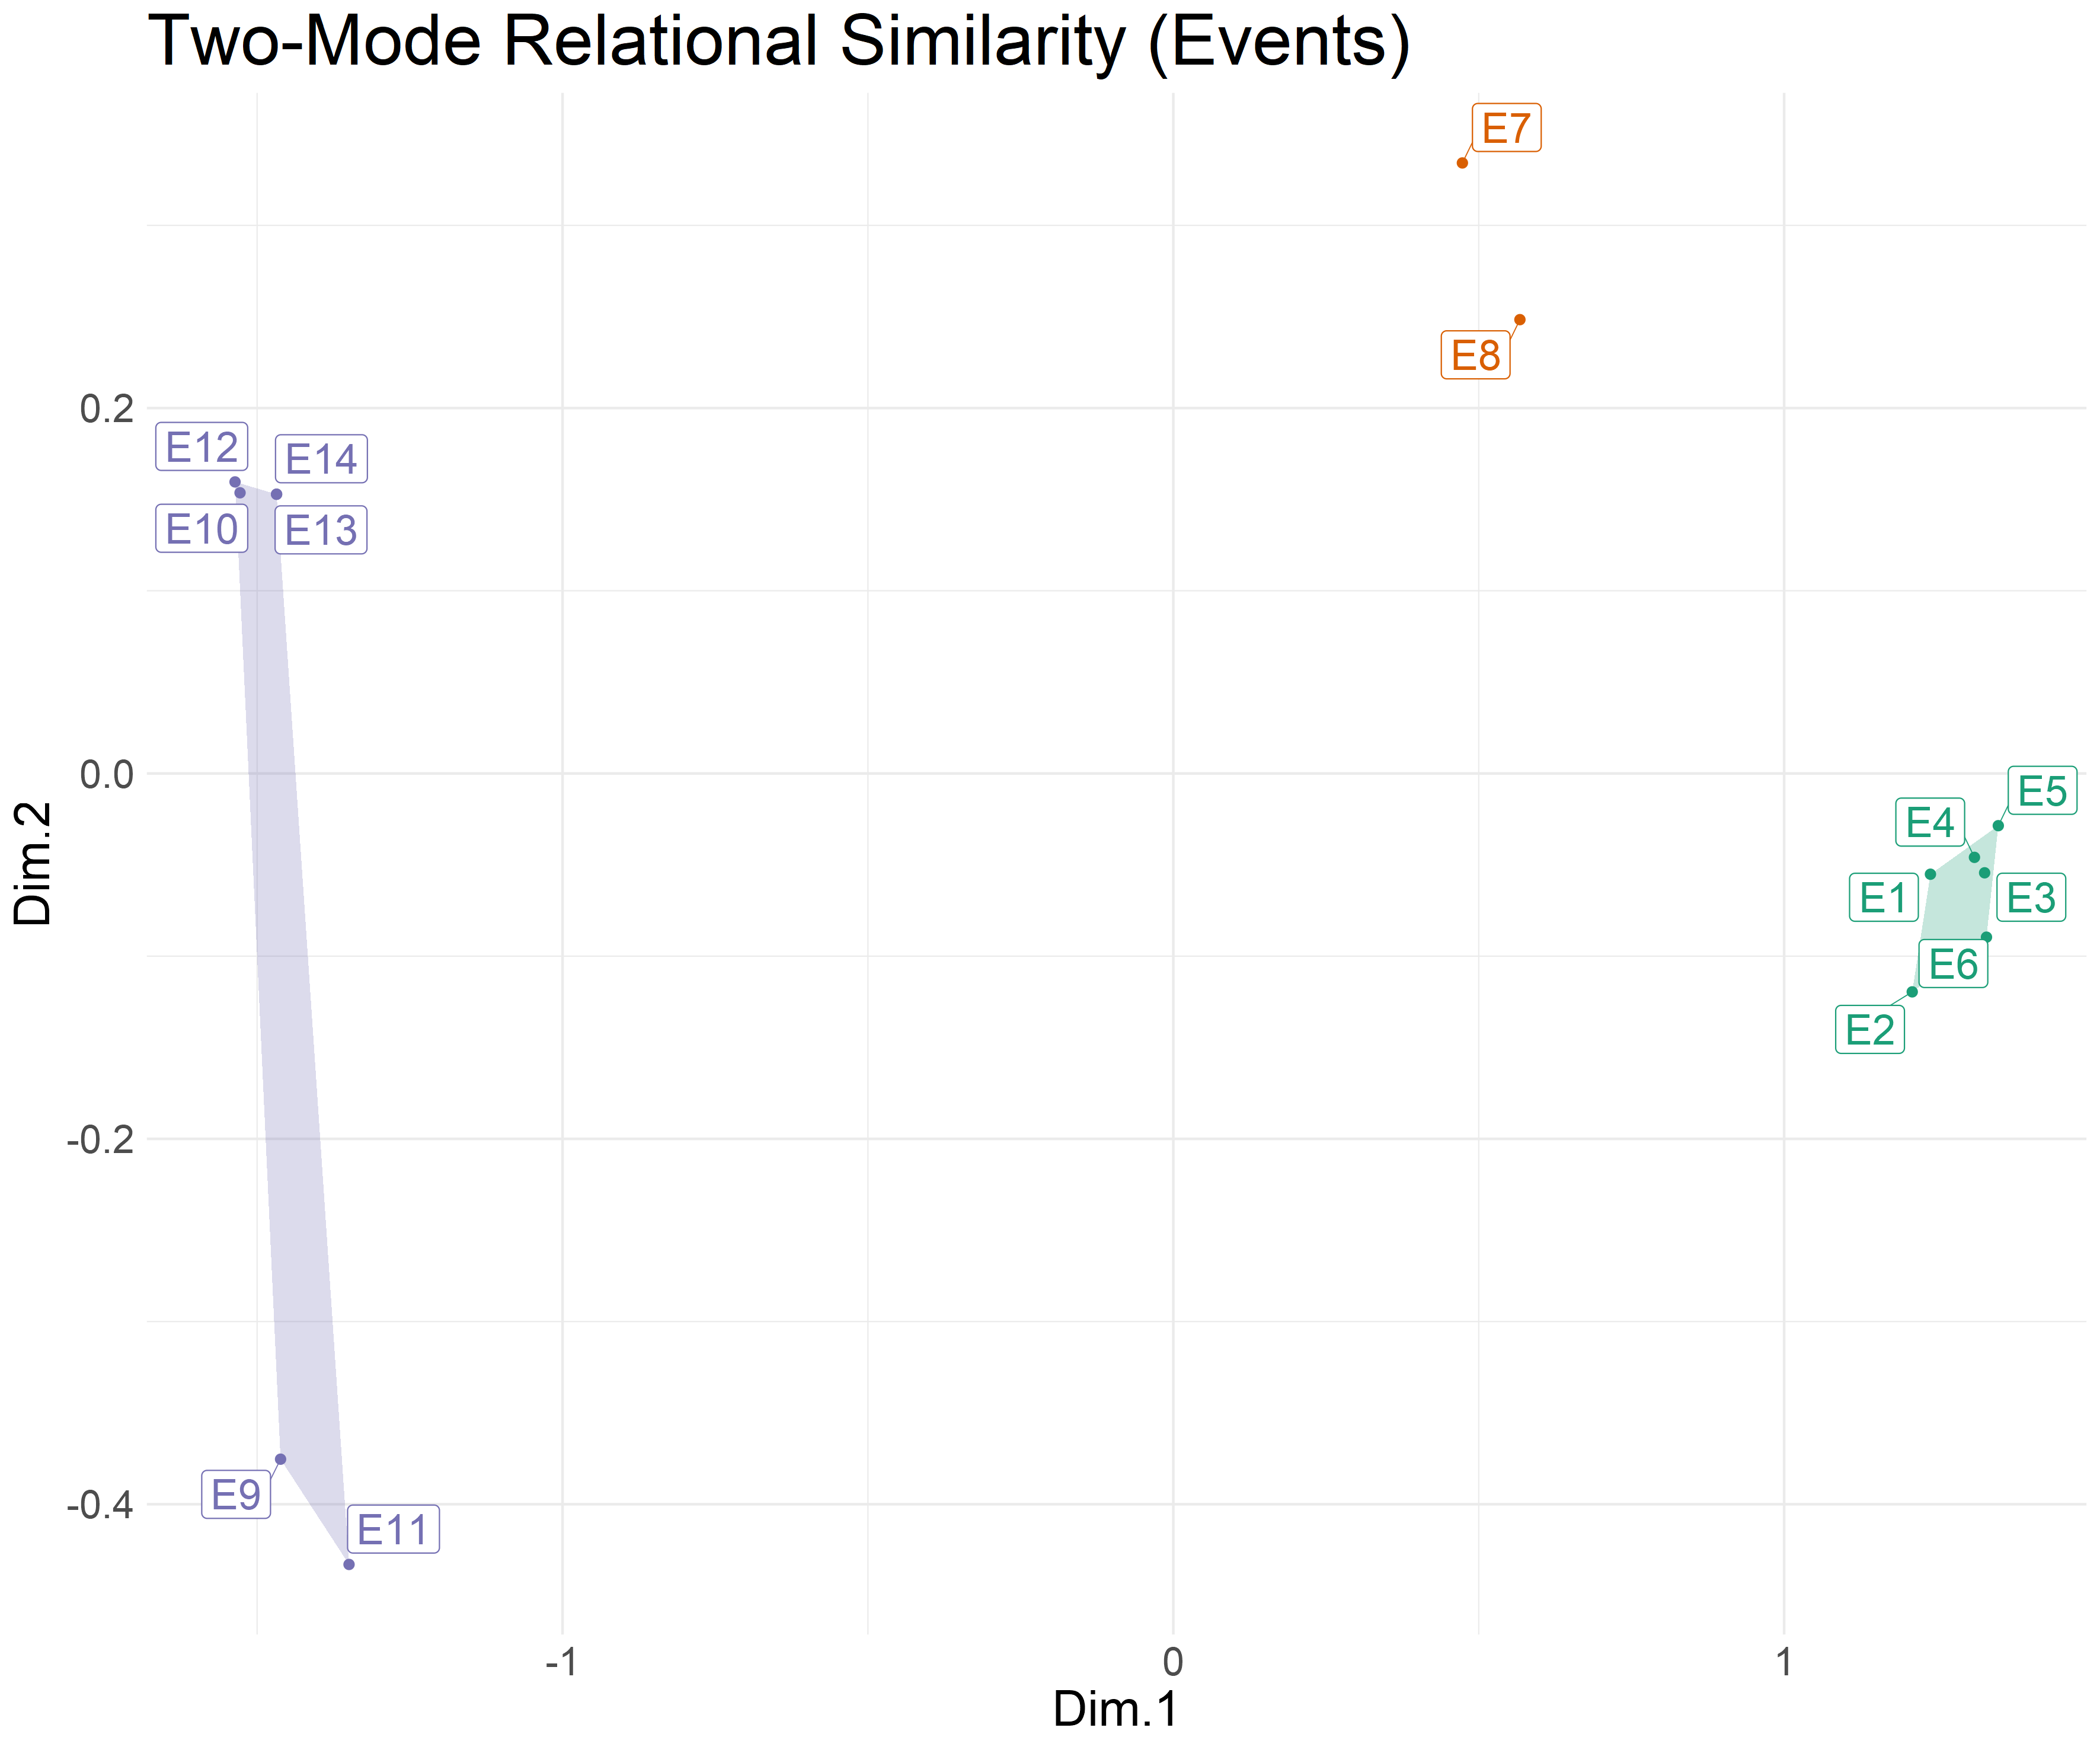 Two-Mode Relational Similarity (Events)
E7
E8
0.2
E12
E14
E10
E13
0.0
E5
E4
E1
E3
E6
E2
Dim.2
-0.2
E9
-0.4
E11
-1
0
1
Dim.1